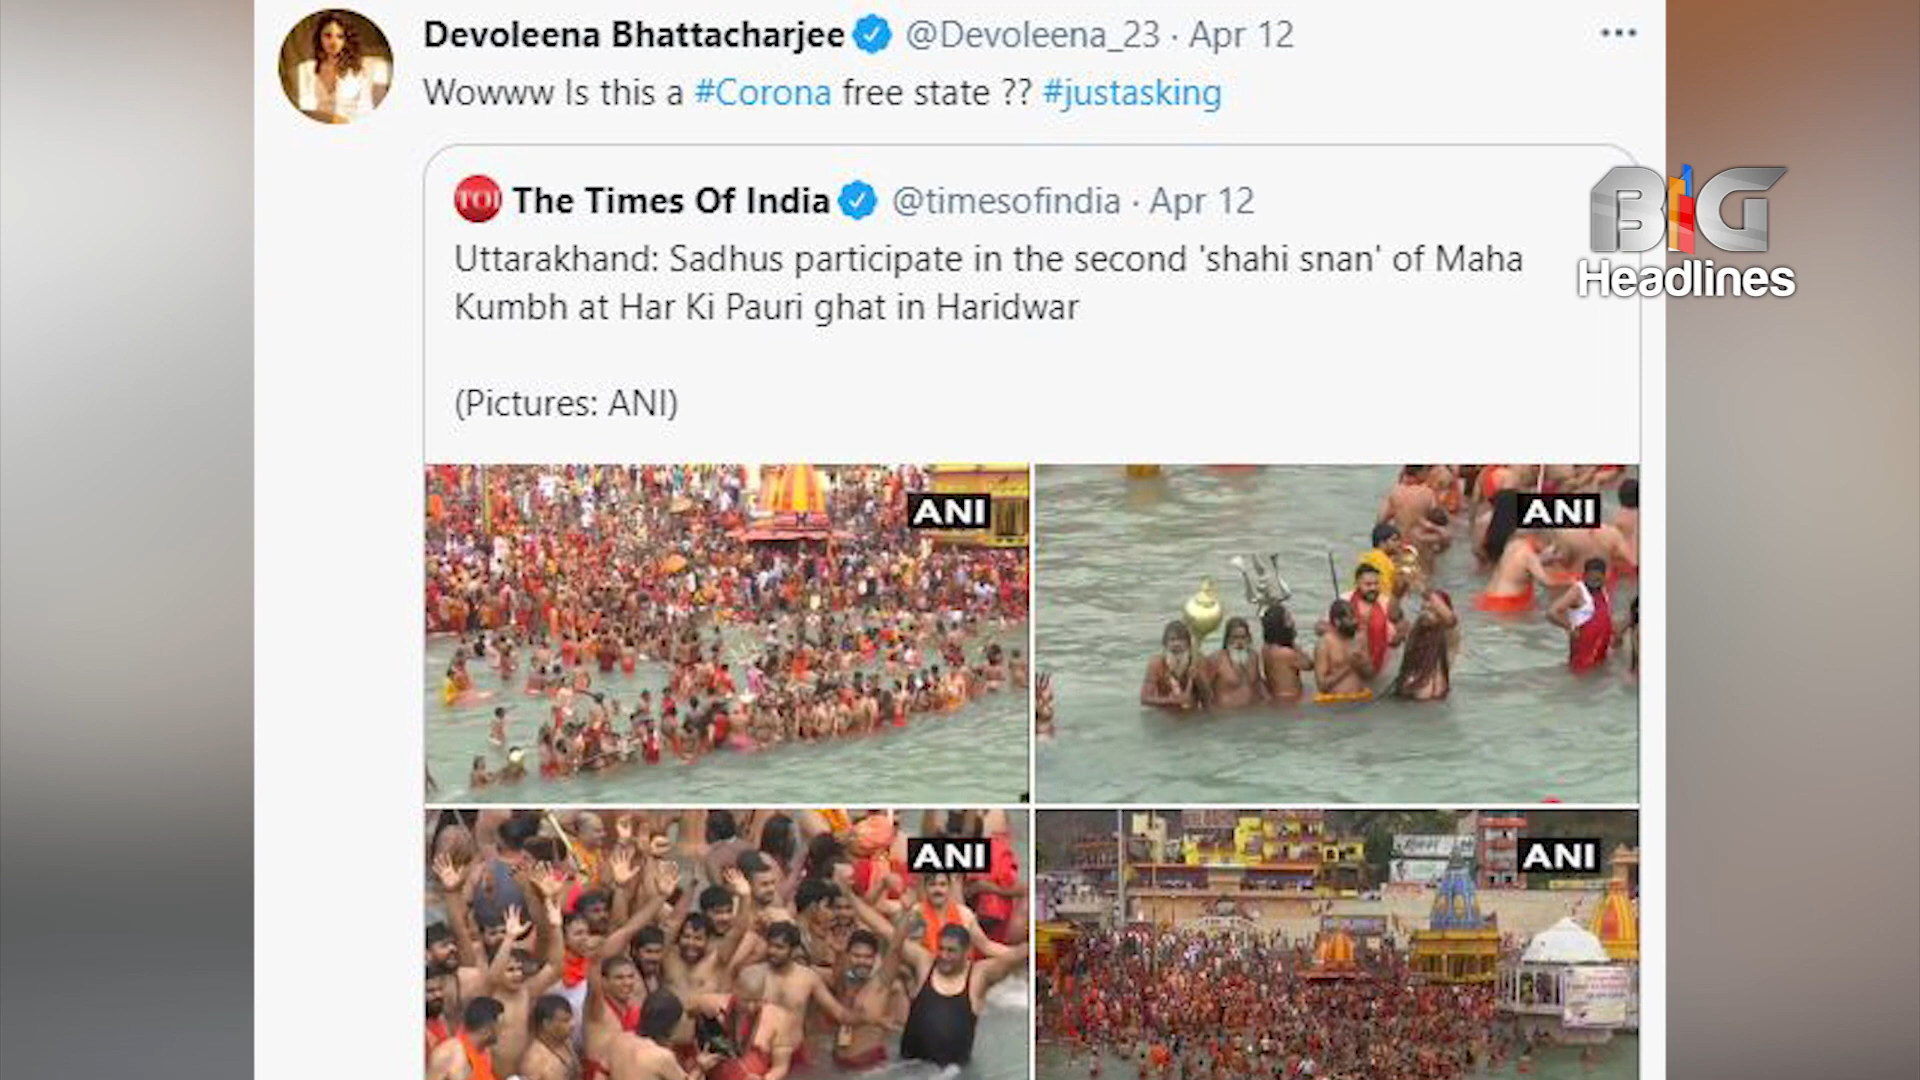 Devoleena Bhattacharjee @Devoleena_23 · Apr 12
Wowww Is this a #Corona free state ?? #justasking
TOI The Times Of India @timesofindia · Apr 12
Uttarakhand: Sadhus participate in the second 'shahi snan' of Maha
Kumbh at Har Ki Pauri ghat in Haridwar
(Pictures: ANI)
BIG
Headlines
ANI
ANI
ANI
ANI